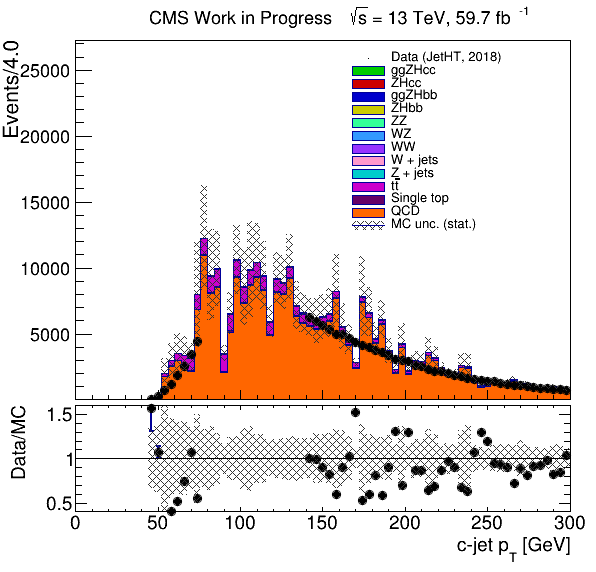 CMS Work in Progress √s = 13 TeV, 59.7 fb⁻¹
Events/4.0
25000
20000
15000
10000
5000
Data (JetHT, 2018)
ggZHcc
ZHcc
ggZHbb
ZHbb
ZZ
WZ
WW
W + jets
Z + jets
tt̄
Single top
QCD
MC unc. (stat.)
Data/MC
1.5
1
0.5
0 50 100 150 200 250 300
c-jet p_T [GeV]